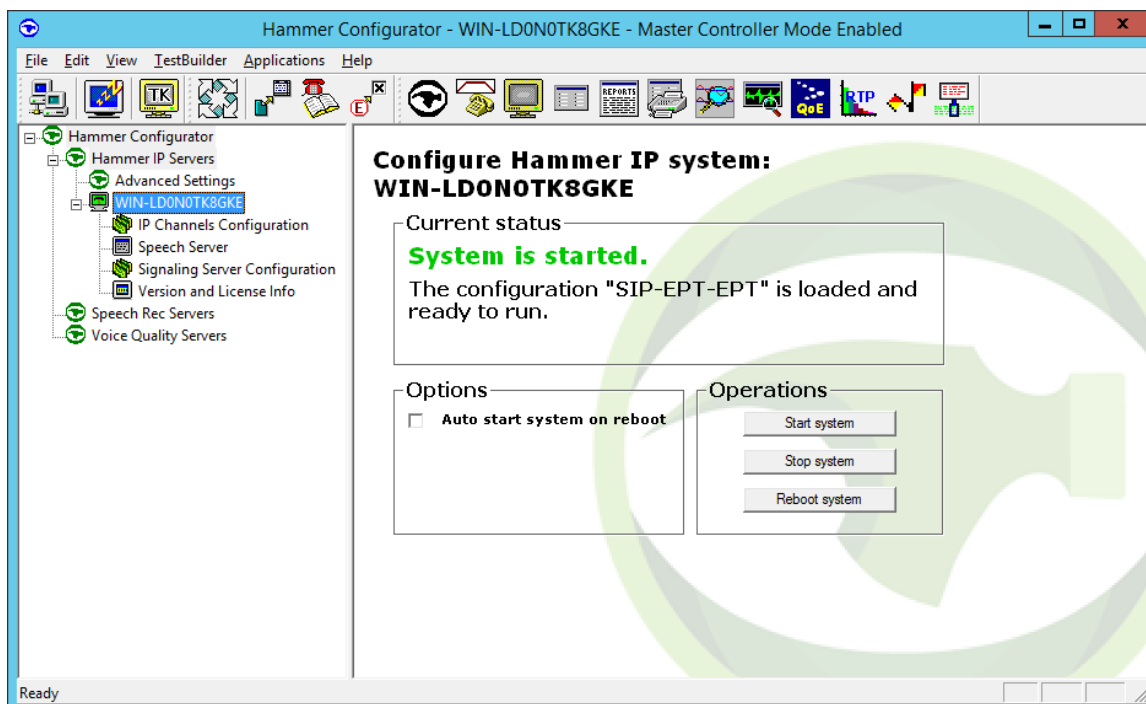 Hammer Configurator - WIN-LD0N0TK8GKE - Master Controller Mode Enabled
File Edit View TestBuilder Applications Help
TK
E
REPORTS
QoE
RTP
Hammer Configurator
Hammer IP Servers
Advanced Settings
WIN-LD0N0TK8GKE
IP Channels Configuration
Speech Server
Signaling Server Configuration
Version and License Info
Speech Rec Servers
Voice Quality Servers
Configure Hammer IP system:
WIN-LD0N0TK8GKE
Current status
System is started.
The configuration "SIP-EPT-EPT" is loaded and
ready to run.
Options
Auto start system on reboot
Operations
Start system
Stop system
Reboot system
Ready